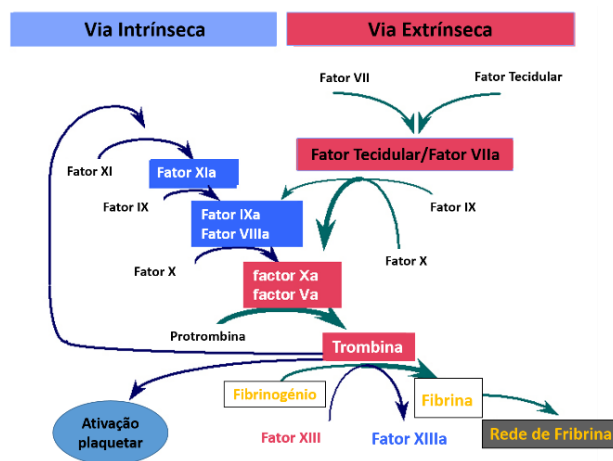 Via Intrínseca
Via Extrínseca
Fator VII
Fator Tecidular
Fator XI
Fator XIa
Fator Tecidular/Fator VIIa
Fator IX
Fator IXa
Fator VIIIa
Fator IX
Fator X
Fator X
factor Xa
factor Va
Protrombina
Trombina
Fibrinogénio
Fibrina
Ativação
plaquetar
Fator XIII
Fator XIIIa
Rede de Fribrina